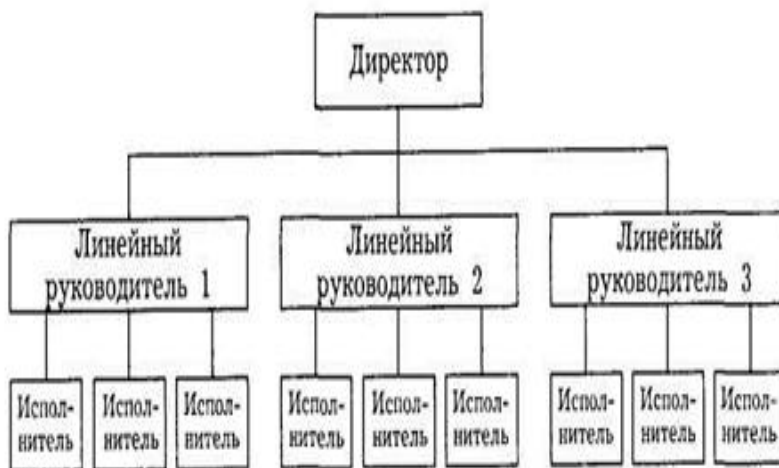 Директор
Линейный
руководитель 1
Линейный
руководитель 2
Линейный
руководитель 3
Испол-
нитель
Испол-
нитель
Испол-
нитель
Испол-
нитель
Испол-
нитель
Испол-
нитель
Испол-
нитель
Испол-
нитель
Испол-
нитель